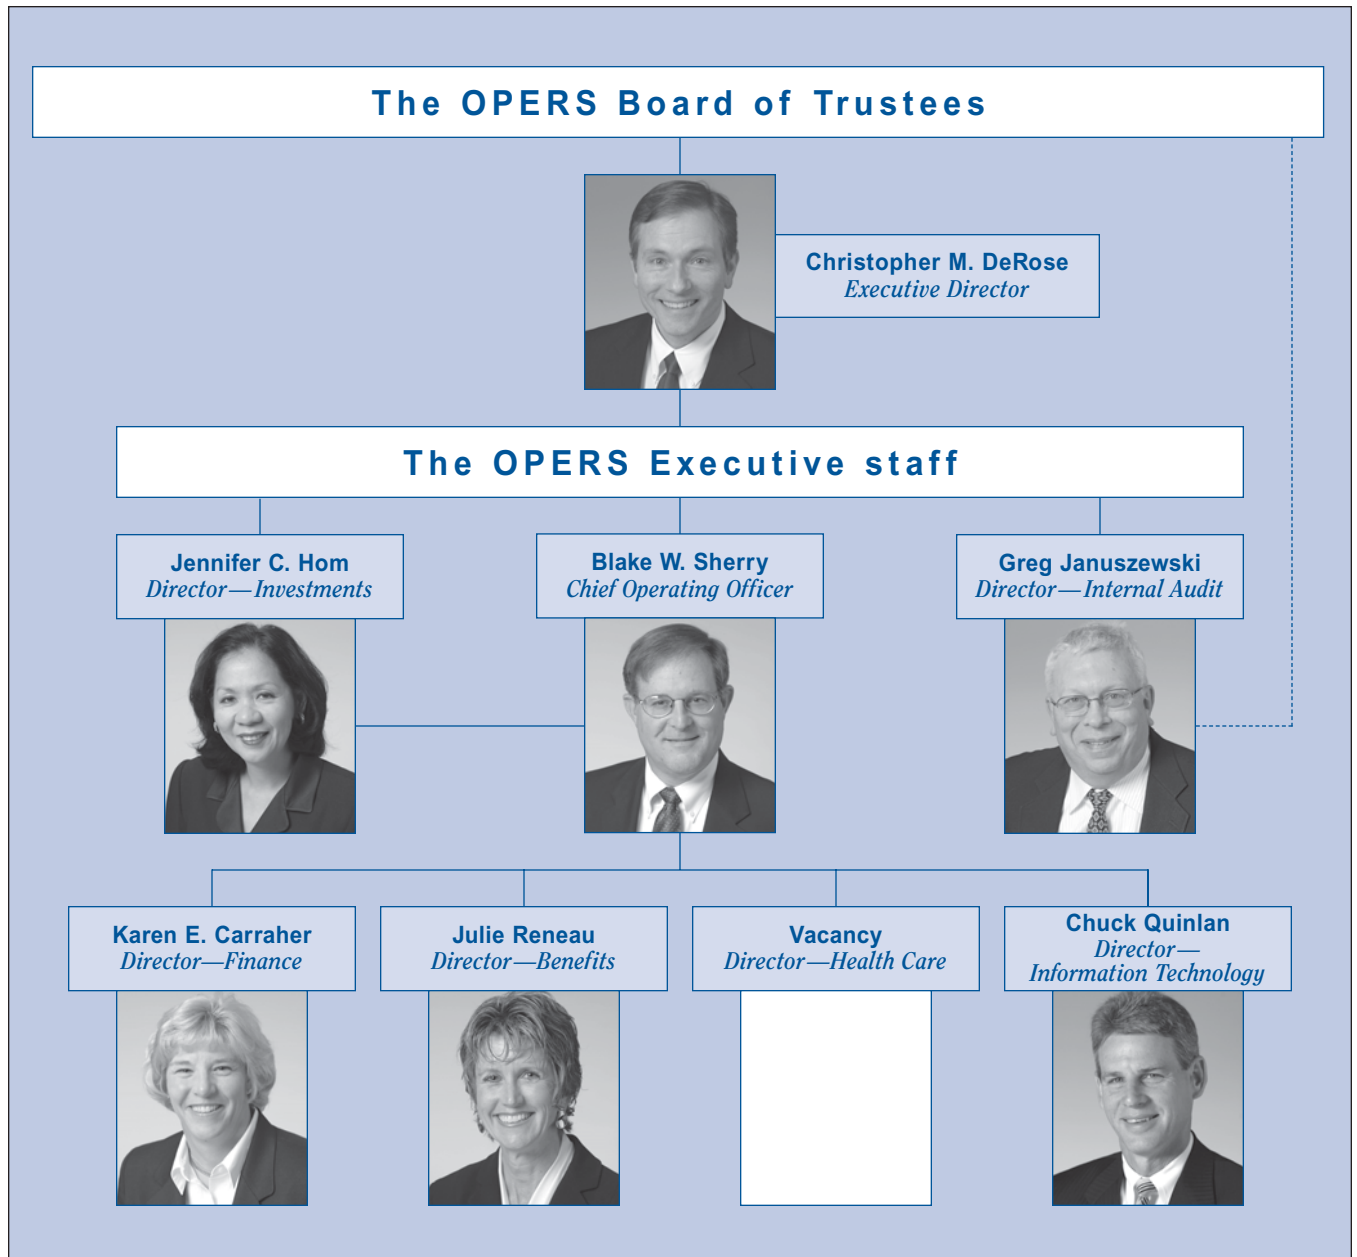 The OPERS Board of Trustees
Christopher M. DeRose
Executive Director
The OPERS Executive staff
Jennifer C. Hom
Director—Investments
Blake W. Sherry
Chief Operating Officer
Greg Januszewski
Director—Internal Audit
Karen E. Carraher
Director—Finance
Julie Reneau
Director—Benefits
Vacancy
Director—Health Care
Chuck Quinlan
Director—
Information Technology